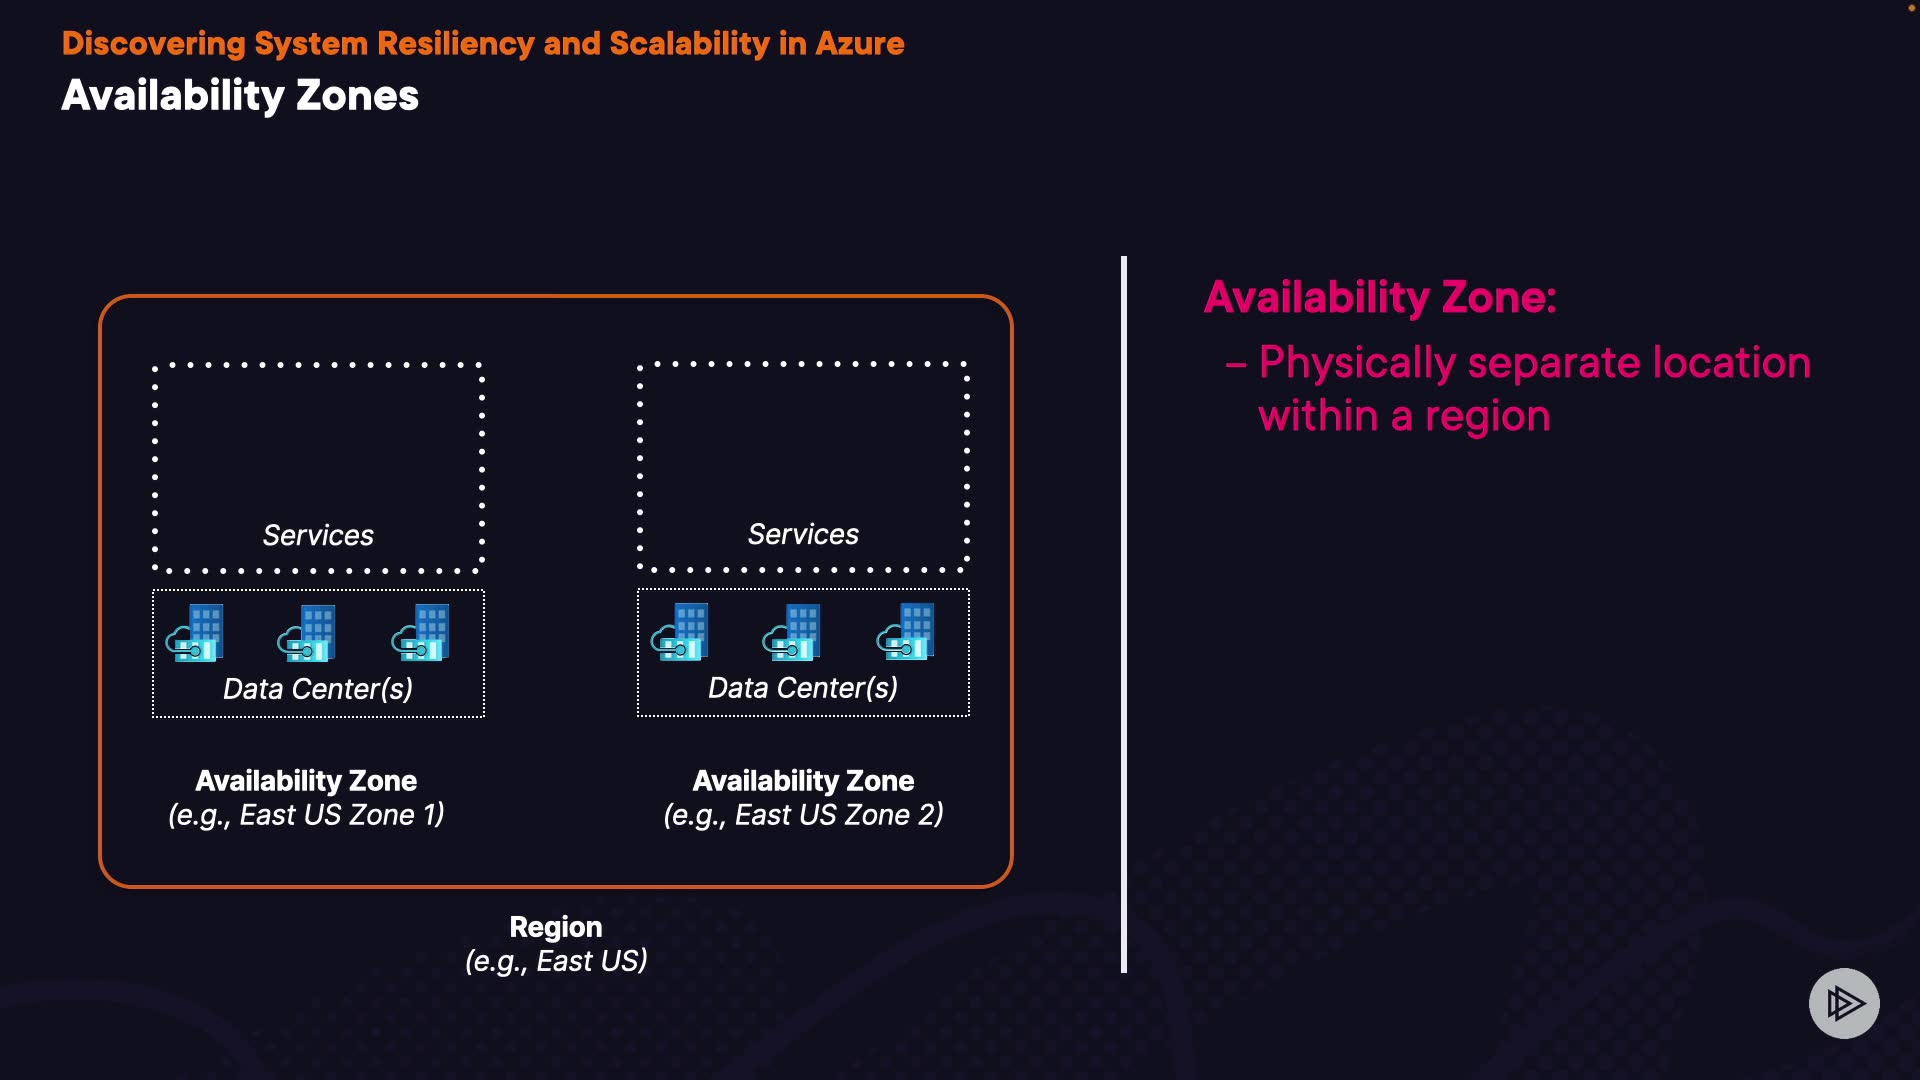 Discovering System Resiliency and Scalability in Azure
Availability Zones
Services
Data Center(s)
Availability Zone
(e.g., East US Zone 1)
Services
Data Center(s)
Availability Zone
(e.g., East US Zone 2)
Region
(e.g., East US)
Availability Zone:
– Physically separate location
within a region